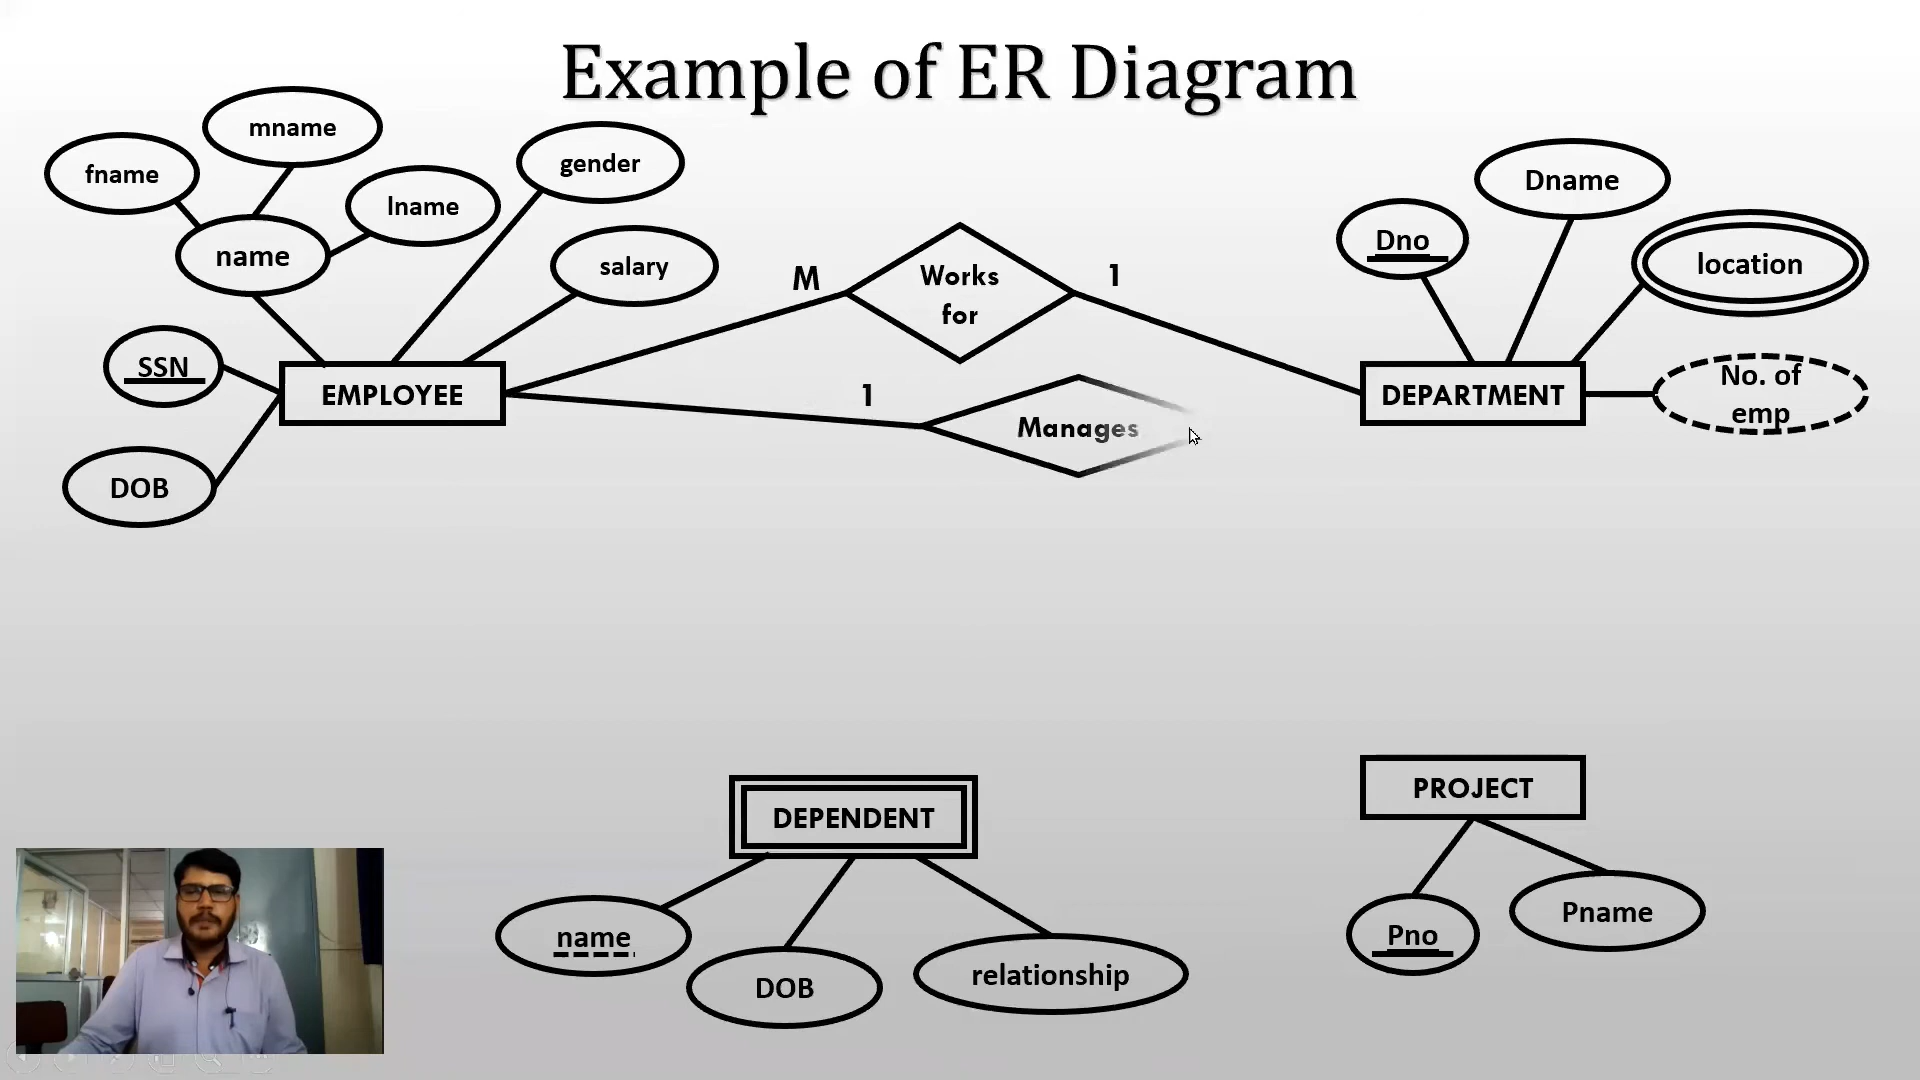 Example of ER Diagram
mname
fname
gender
lname
name
salary
SSN
EMPLOYEE
DOB
M
Works
for
1
1
Manages
Dname
Dno
location
DEPARTMENT
No. of
emp
DEPENDENT
name
DOB
relationship
PROJECT
Pno
Pname